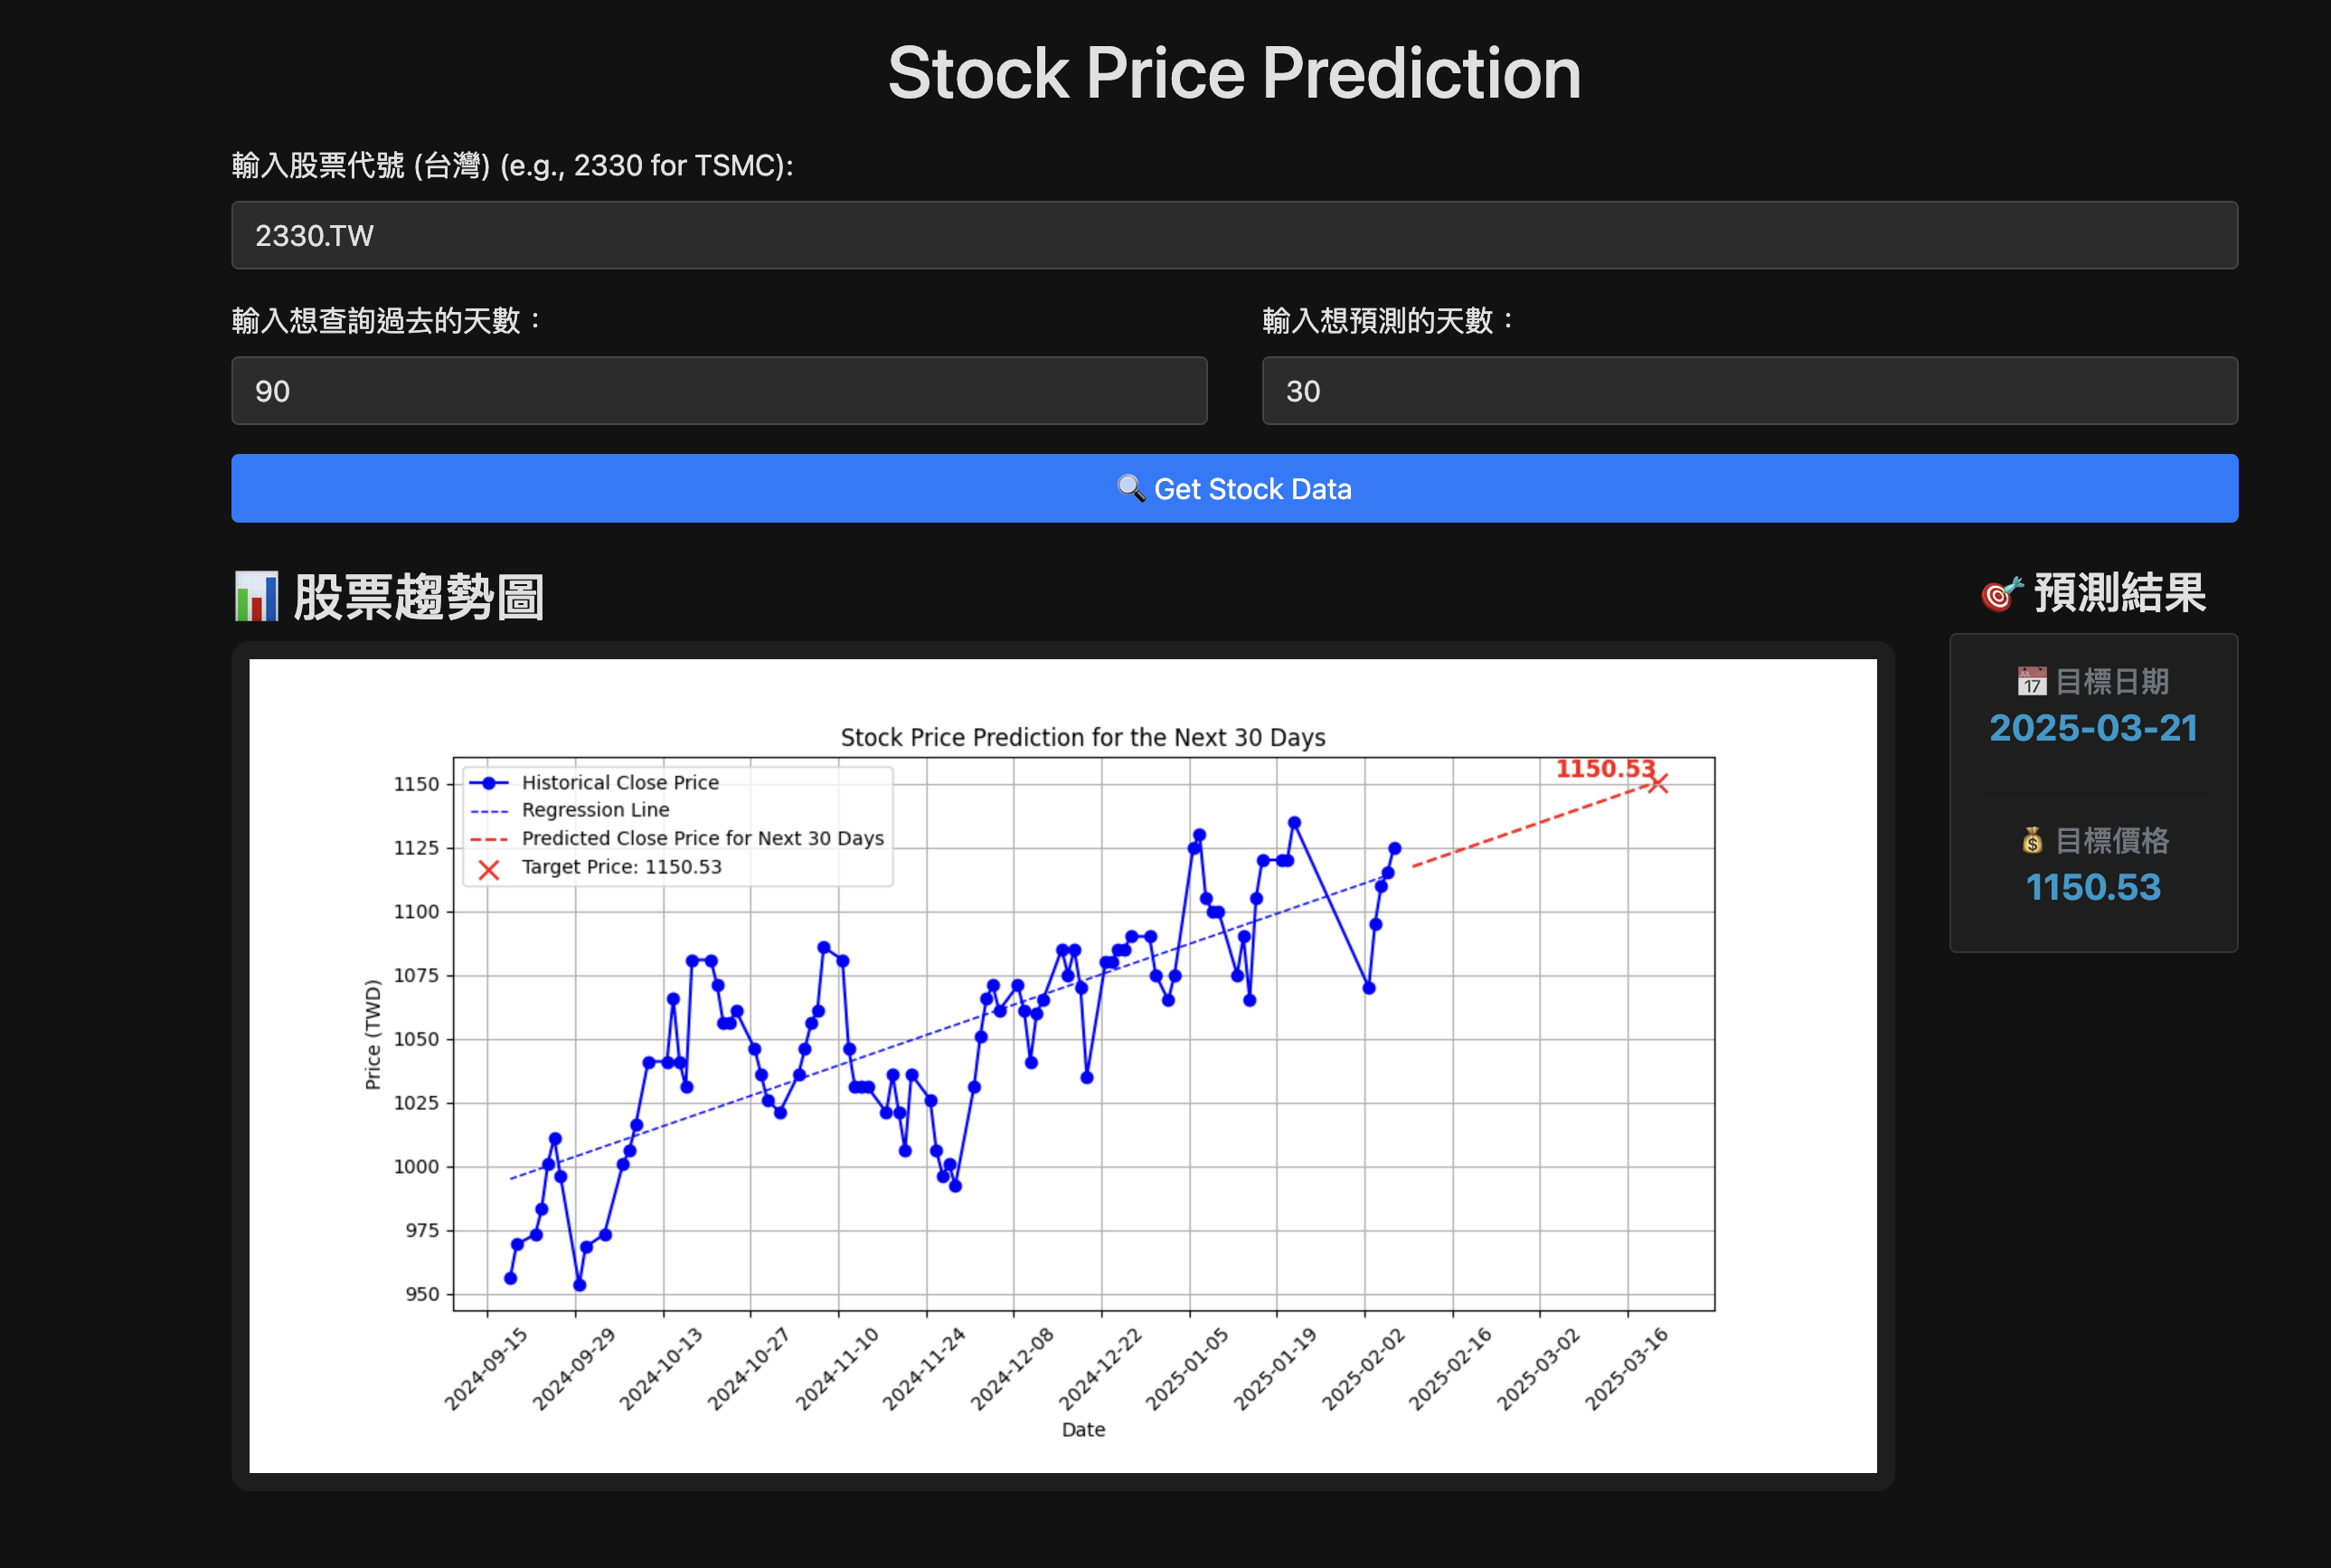 Stock Price Prediction
輸入股票代號 (台灣) (e.g., 2330 for TSMC):
2330.TW
輸入想查詢過去的天數：
90
輸入想預測的天數：
30
🔍 Get Stock Data
📊 股票趨勢圖
Stock Price Prediction for the Next 30 Days
Historical Close Price
Regression Line
Predicted Close Price for Next 30 Days
Target Price: 1150.53
1150.53
Price (TWD)
1150
1125
1100
1075
1050
1025
1000
975
950
2024-09-15
2024-09-29
2024-10-13
2024-10-27
2024-11-10
2024-11-24
2024-12-08
2024-12-22
2025-01-05
2025-01-19
2025-02-02
2025-02-16
2025-03-02
2025-03-16
Date
🎯 預測結果
📅 目標日期
2025-03-21
💰 目標價格
1150.53